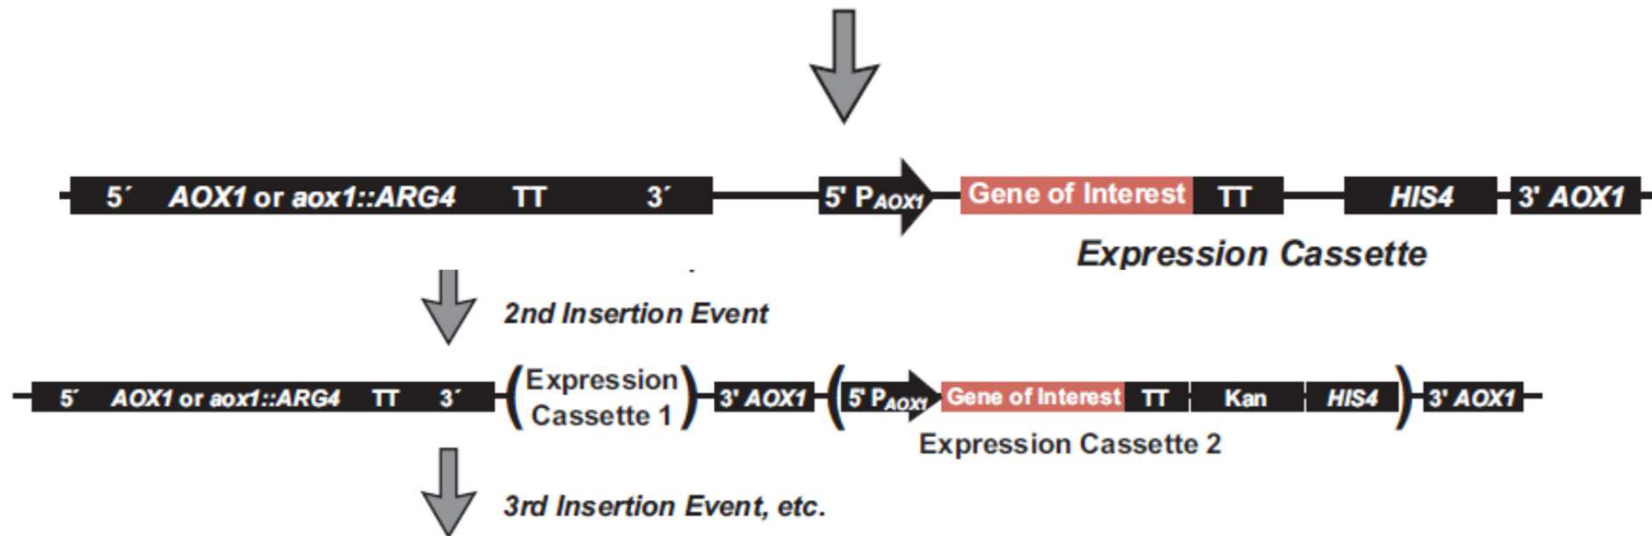 5´ AOX1 or aox1::ARG4 TT 3´ 5' PAOX1 Gene of Interest TT HIS4 3' AOX1
Expression Cassette
2nd Insertion Event
5´ AOX1 or aox1::ARG4 TT 3´ (Expression Cassette 1) 3' AOX1 (5' PAOX1 Gene of Interest TT Kan HIS4) 3' AOX1
Expression Cassette 2
3rd Insertion Event, etc.